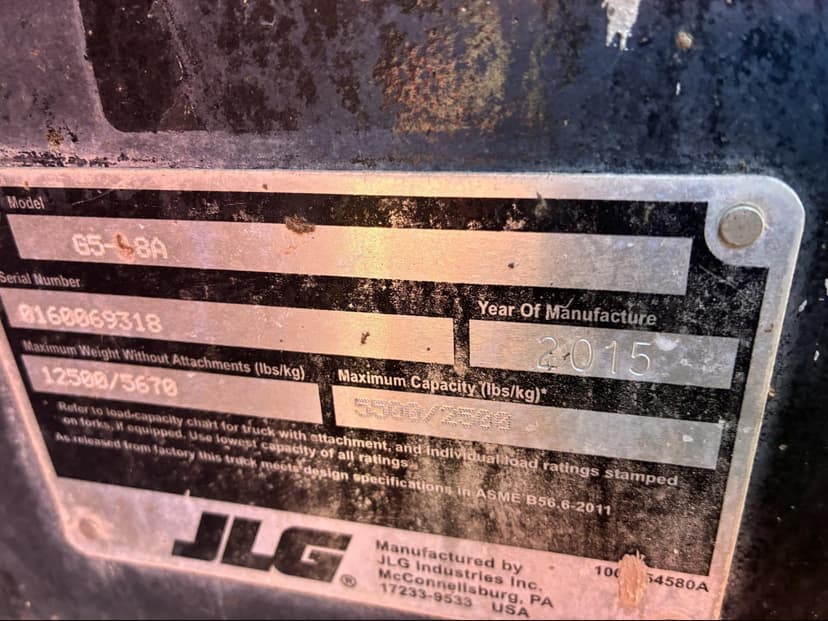 Model
G5-18A
Serial Number
0160069318
Year Of Manufacture
2015
Maximum Weight Without Attachments (lbs/kg)
12500/5670
Maximum Capacity (lbs/kg)*
5500/2500
Refer to load-capacity chart for truck with attachment, and individual load ratings stamped
on forks, if equipped. Use lowest capacity of all ratings.
As released from factory this truck meets design specifications in ASME B56.6-2011
JLG®
Manufactured by
JLG Industries Inc.
McConnellsburg, PA
17233-9533 USA